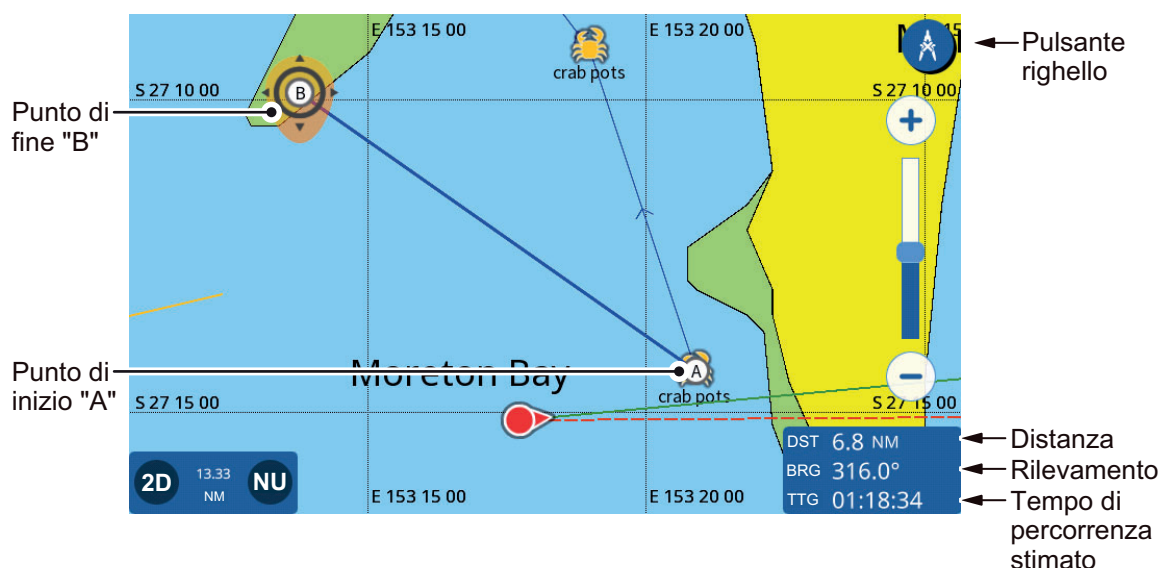 E 153 15 00
E 153 20 00
N
15
Pulsante
righello
crab pots
S 27 10 00
S 27 10 00
B
+
Punto di
fine "B"
Punto di
inizio "A"
Moreton Bay
A
crab pots
−
S 27 15 00
S 27 15 00
DST 6.8 NM
Distanza
BRG 316.0°
Rilevamento
TTG 01:18:34
Tempo di
percorrenza
stimato
2D
13.33
NM
NU
E 153 15 00
E 153 20 00